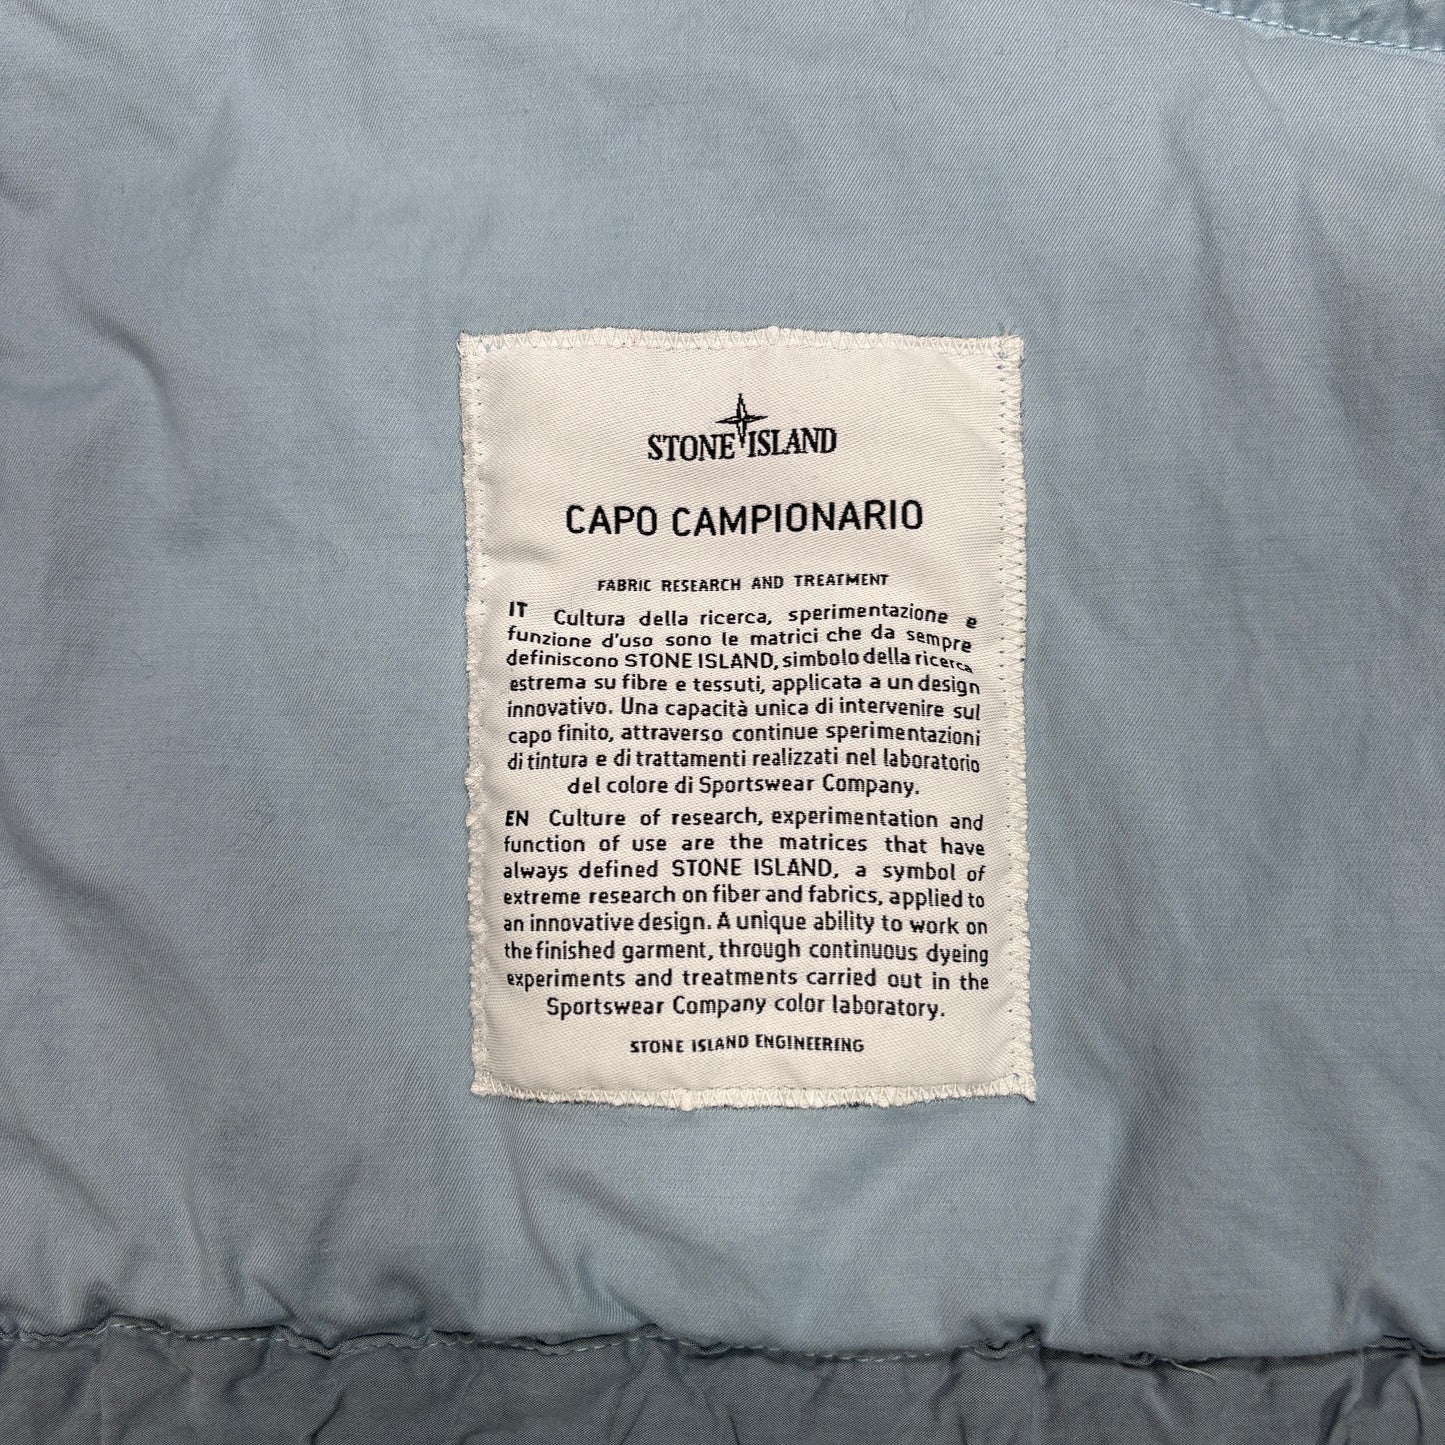 STONE ISLAND
CAPO CAMPIONARIO
FABRIC RESEARCH AND TREATMENT
IT Cultura della ricerca, sperimentazione e
funzione d'uso sono le matrici che da sempre
definiscono STONE ISLAND, simbolo della ricerca
estrema su fibre e tessuti, applicata a un design
innovativo. Una capacità unica di intervenire sul
capo finito, attraverso continue sperimentazioni
di tintura e di trattamenti realizzati nel laboratorio
del colore di Sportswear Company.
EN Culture of research, experimentation and
function of use are the matrices that have
always defined STONE ISLAND, a symbol of
extreme research on fiber and fabrics, applied to
an innovative design. A unique ability to work on
the finished garment, through continuous dyeing
experiments and treatments carried out in the
Sportswear Company color laboratory.
STONE ISLAND ENGINEERING